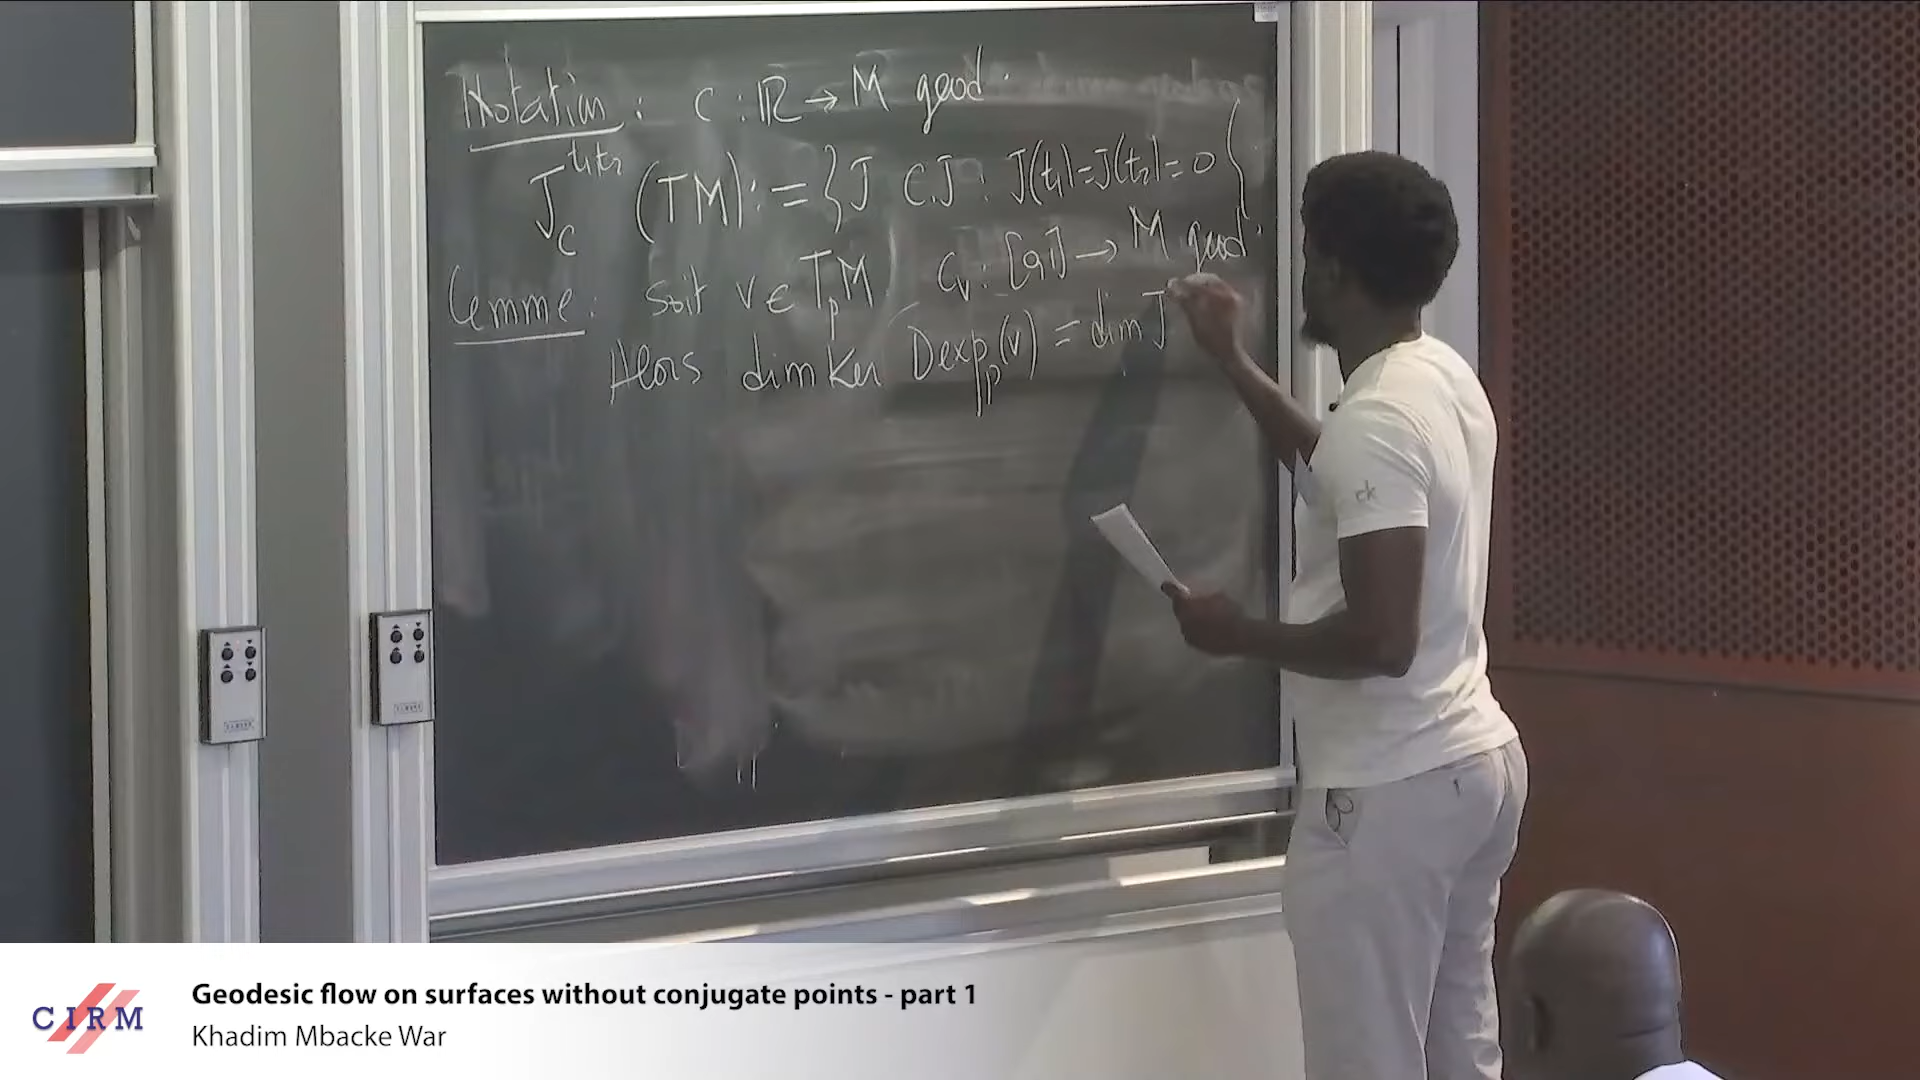 Notation : C : ℝ → M geod.
J_C^{t₁,t₂} (TM) := { J C.J : J(t₁)=J(t₂)=0 }
Lemme : soit v ∈ T_pM C_v : [0,1] → M geod.
Alors dim Ker Dexp_p(v) = dim J
ck
CIRM
Geodesic flow on surfaces without conjugate points - part 1
Khadim Mbacke War